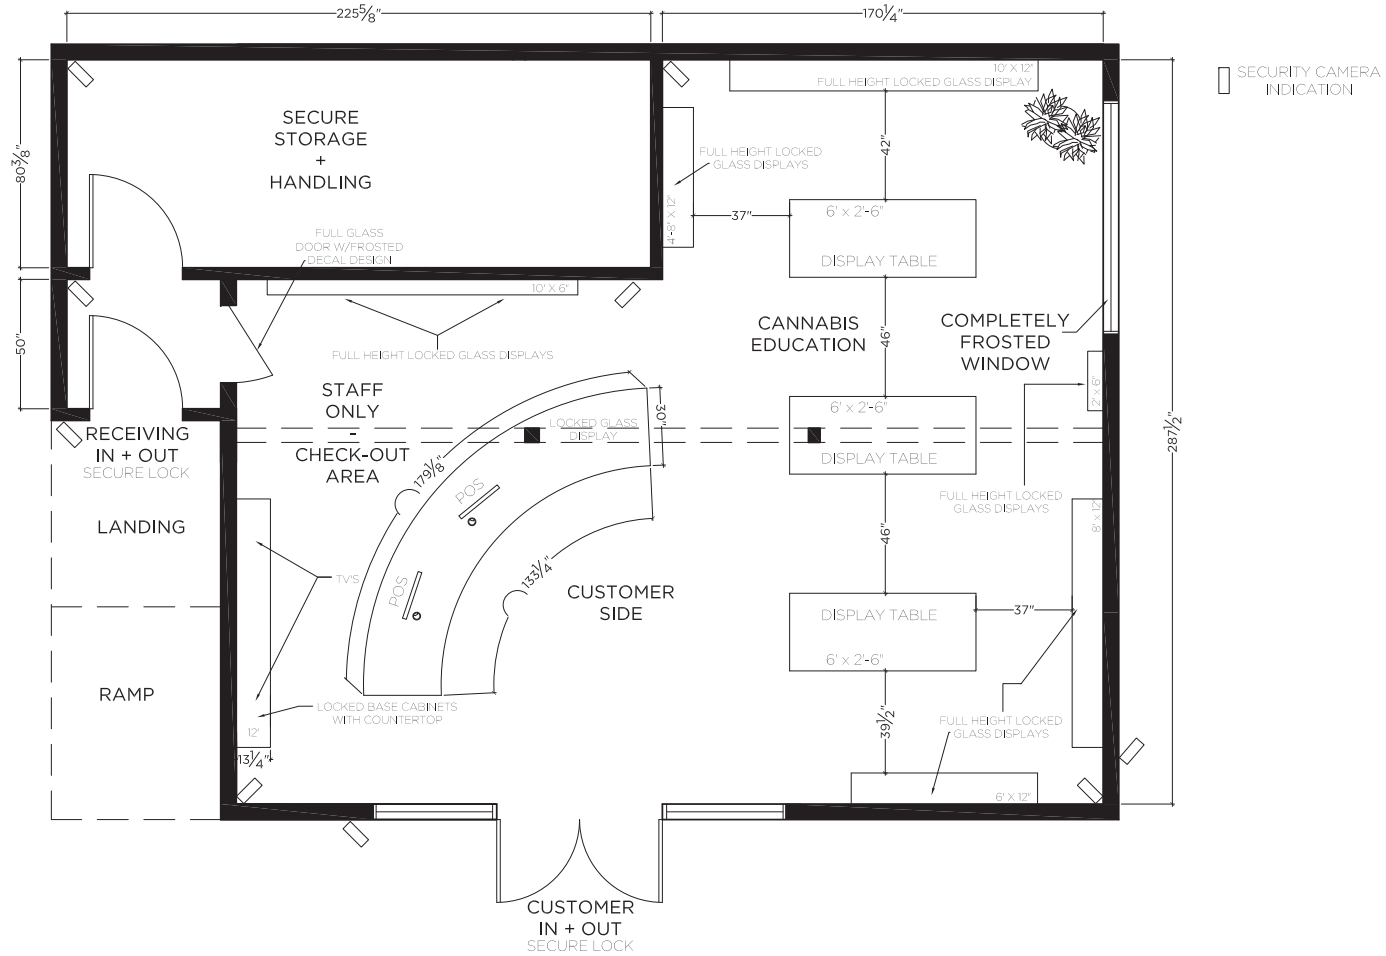 225⅝"
170¼"
SECURITY CAMERA
INDICATION
10' X 12"
FULL HEIGHT LOCKED GLASS DISPLAY
SECURE
STORAGE
+
HANDLING
80⅜"
42"
FULL HEIGHT LOCKED
GLASS DISPLAYS
4'-8' X 12"
37"
6' x 2'-6"
DISPLAY TABLE
FULL GLASS
DOOR W/FROSTED
DECAL DESIGN
10' X 6"
50"
FULL HEIGHT LOCKED GLASS DISPLAYS
CANNABIS
EDUCATION
46"
COMPLETELY
FROSTED
WINDOW
2' x 6"
STAFF
ONLY
-
CHECK-OUT
AREA
LOCKED GLASS
DISPLAY
30"
6' x 2'-6"
DISPLAY TABLE
287½"
RECEIVING
IN + OUT
SECURE LOCK
179⅛"
POS
FULL HEIGHT LOCKED
GLASS DISPLAYS
8' x 12"
LANDING
46"
TV'S
POS
133¼"
CUSTOMER
SIDE
DISPLAY TABLE
6' x 2'-6"
37"
RAMP
LOCKED BASE CABINETS
WITH COUNTERTOP
12'
13¼"
39½"
FULL HEIGHT LOCKED
GLASS DISPLAYS
6' X 12"
CUSTOMER
IN + OUT
SECURE LOCK